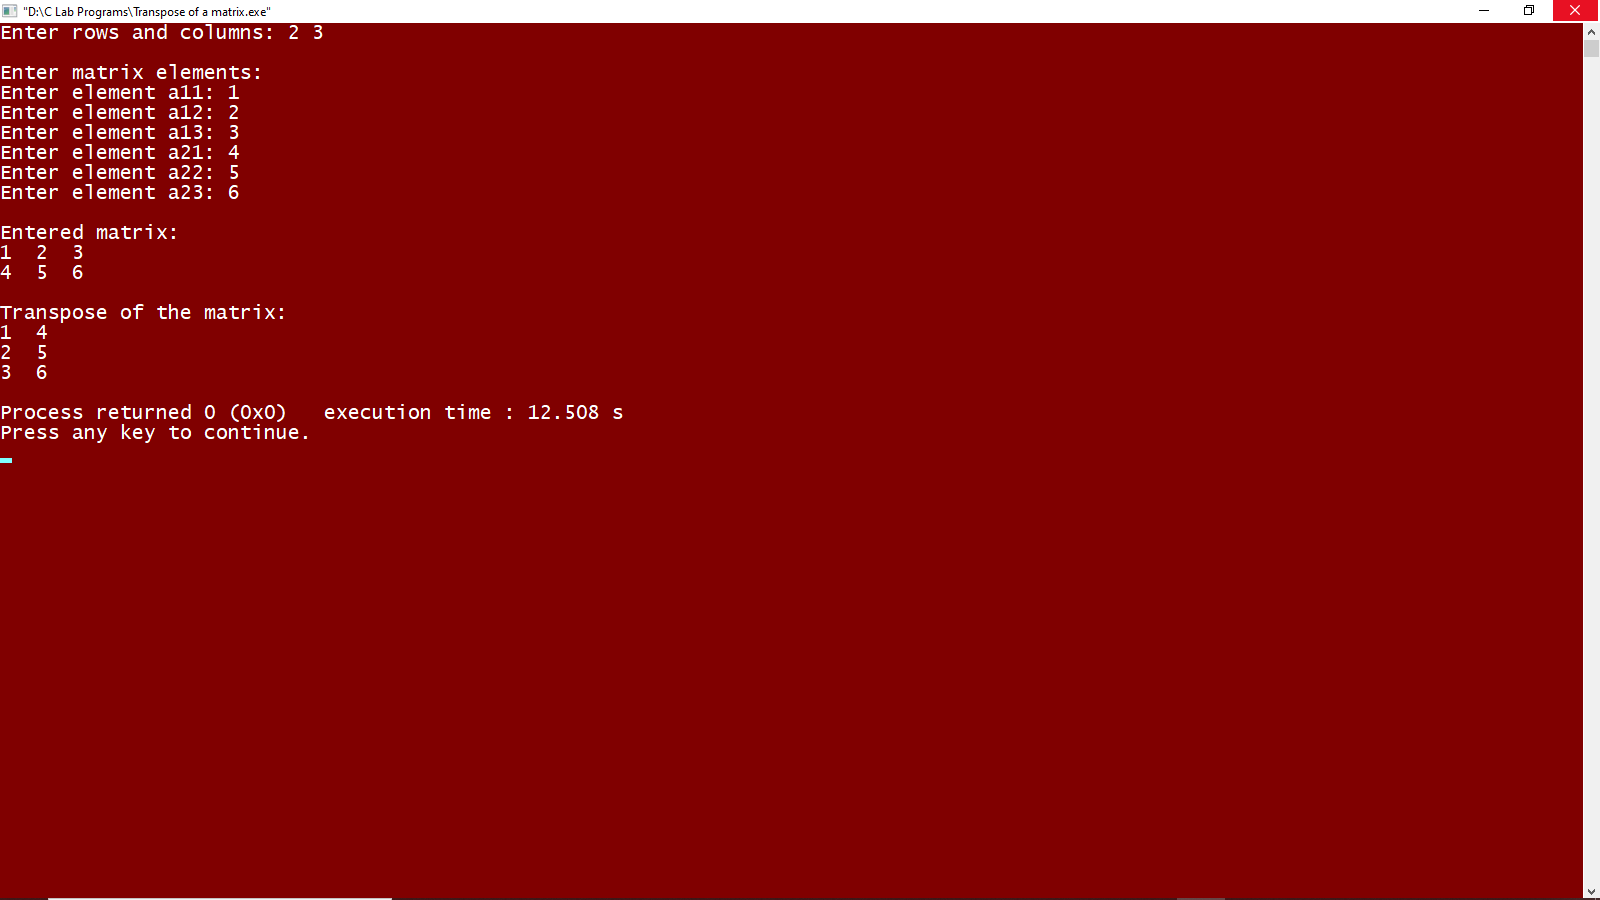 "D:\C Lab Programs\Transpose of a matrix.exe"
Enter rows and columns: 2 3
Enter matrix elements:
Enter element a11: 1
Enter element a12: 2
Enter element a13: 3
Enter element a21: 4
Enter element a22: 5
Enter element a23: 6
Entered matrix:
1  2  3
4  5  6
Transpose of the matrix:
1  4
2  5
3  6
Process returned 0 (0x0)   execution time : 12.508 s
Press any key to continue.